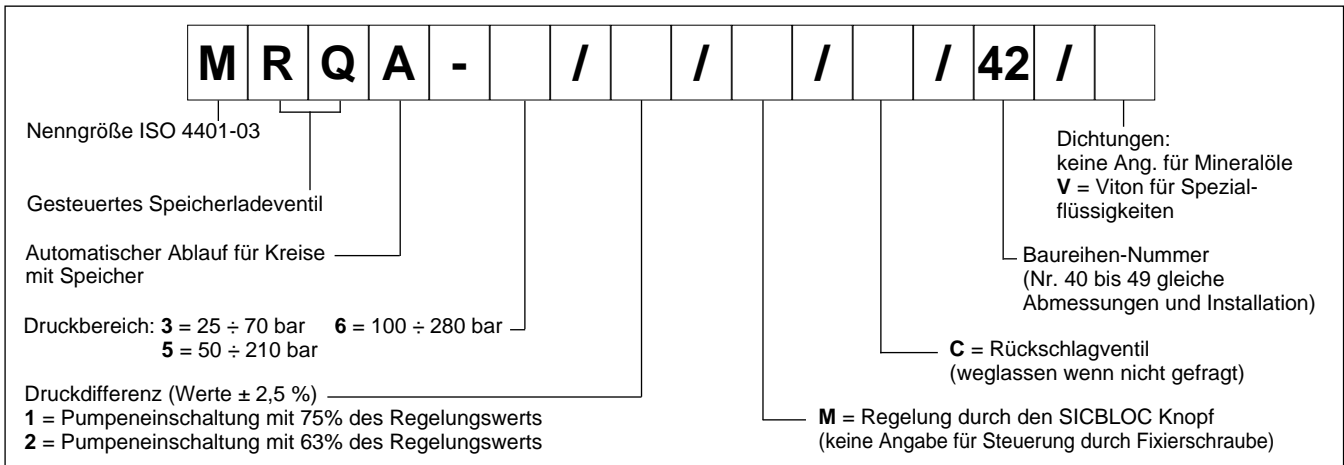 M R Q A - / / / / 42 /
Nenngröße ISO 4401-03
Gesteuertes Speicherladeventil
Automatischer Ablauf für Kreise
mit Speicher
Druckbereich: 3 = 25 ÷ 70 bar 6 = 100 ÷ 280 bar
5 = 50 ÷ 210 bar
Druckdifferenz (Werte ± 2,5 %)
1 = Pumpeneinschaltung mit 75% des Regelungswerts
2 = Pumpeneinschaltung mit 63% des Regelungswerts
Dichtungen:
keine Ang. für Mineralöle
V = Viton für Spezial-
flüssigkeiten
Baureihen-Nummer
(Nr. 40 bis 49 gleiche
Abmessungen und Installation)
C = Rückschlagventil
(weglassen wenn nicht gefragt)
M = Regelung durch den SICBLOC Knopf
(keine Angabe für Steuerung durch Fixierschraube)